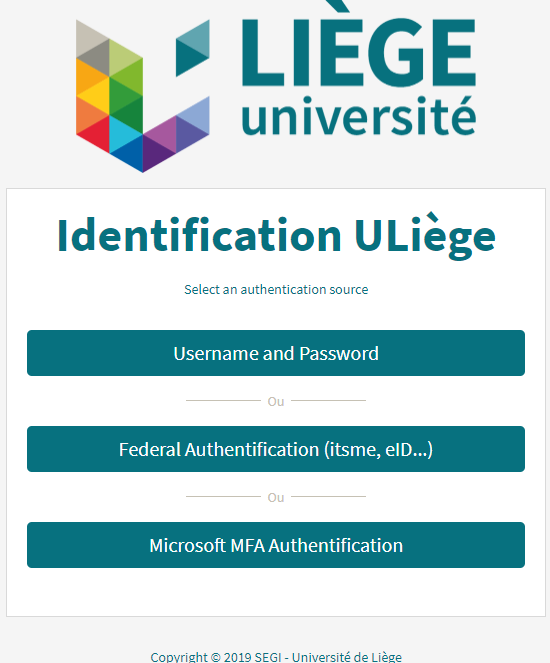 LIÈGE
université
Identification ULiège
Select an authentication source
Username and Password
Ou
Federal Authentification (itsme, eID...)
Ou
Microsoft MFA Authentification
Copyright © 2019 SEGI - Université de Liège